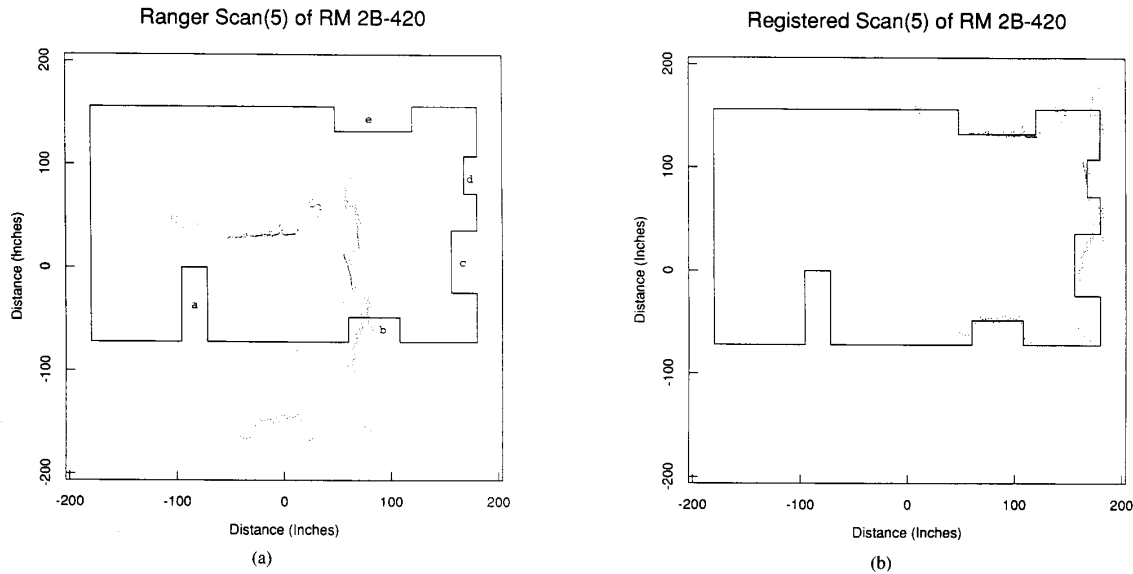 Ranger Scan(5) of RM 2B-420
200
100
0
-100
-200
Distance (Inches)
e
d
c
a
b
-200
-100
0
100
200
Distance (Inches)
(a)
Registered Scan(5) of RM 2B-420
200
100
0
-100
-200
Distance (Inches)
-200
-100
0
100
200
Distance (Inches)
(b)